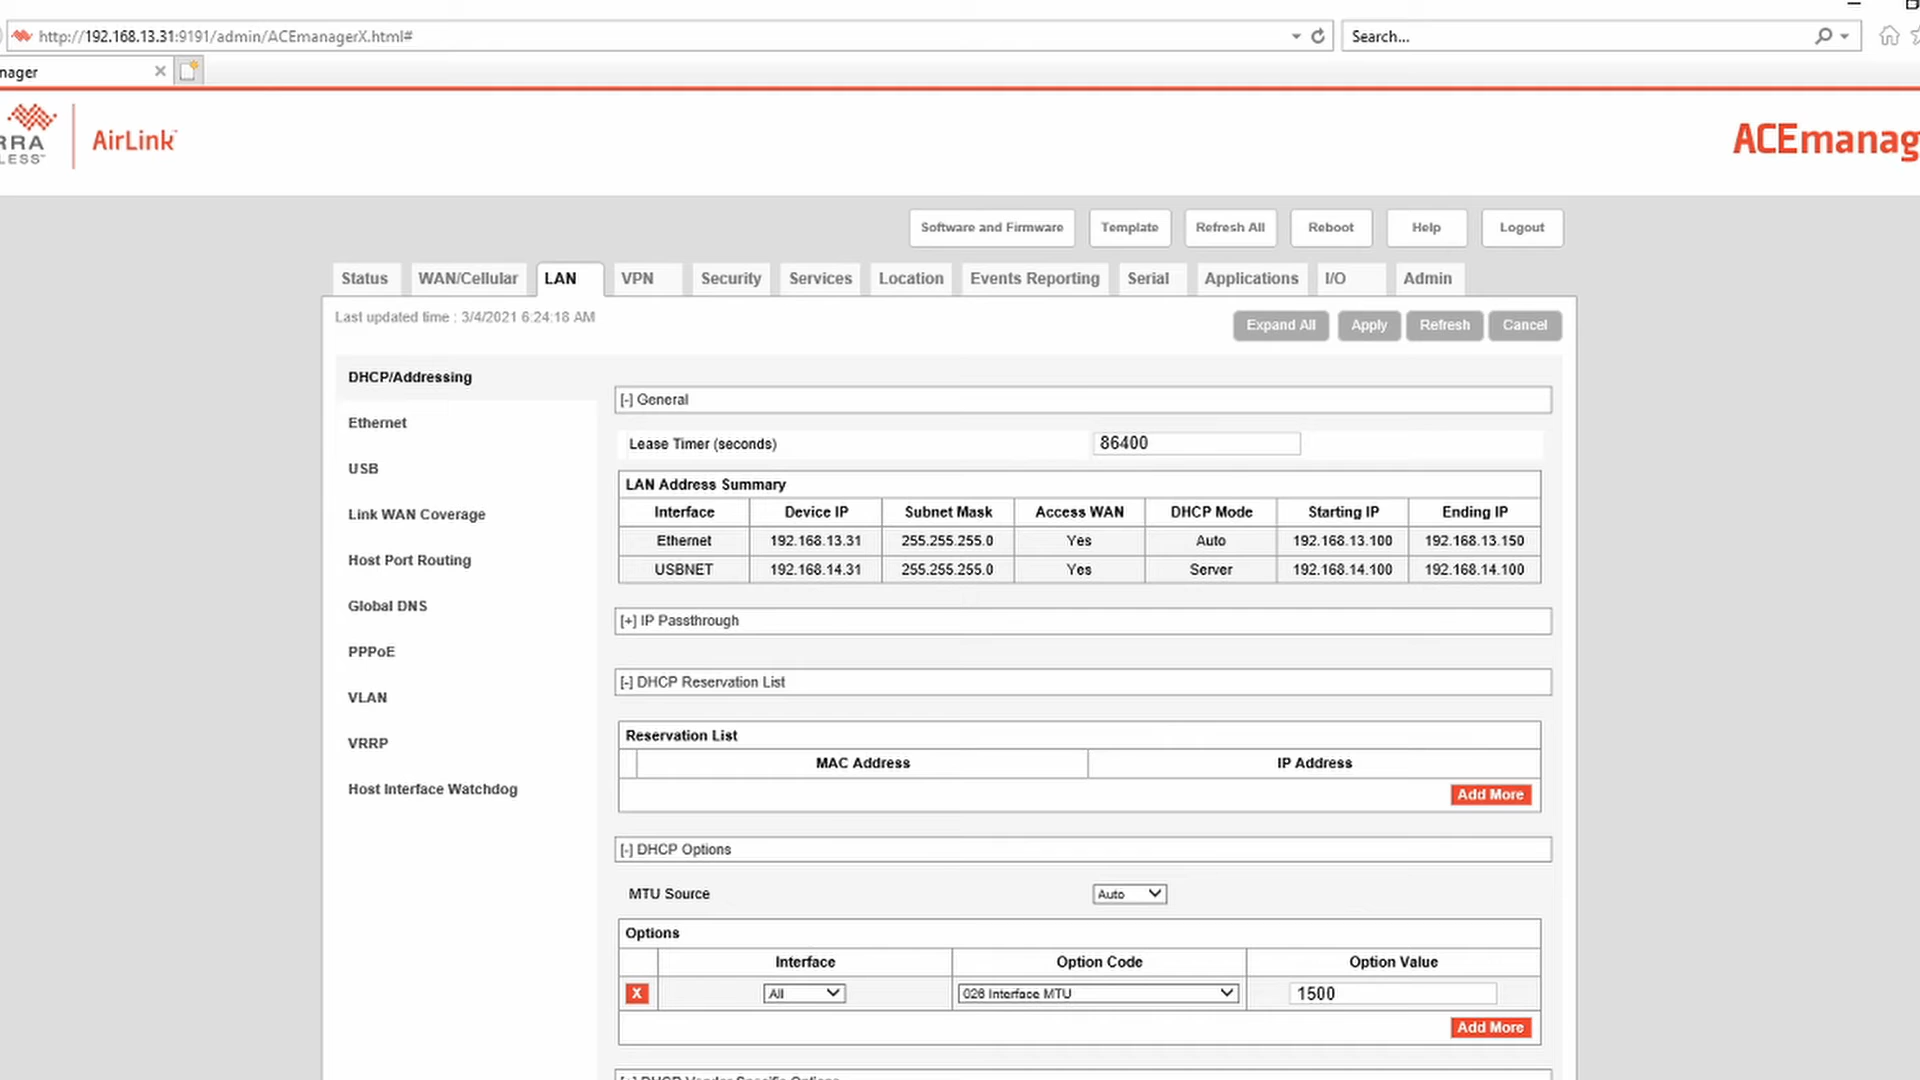 http://192.168.13.31:9191/admin/ACEmanagerX.html#
Search...
nager
RRA
LESS™
AirLink
ACEmanag
Software and Firmware Template Refresh All Reboot Help Logout
Status WAN/Cellular LAN VPN Security Services Location Events Reporting Serial Applications I/O Admin
Last updated time : 3/4/2021 6:24:18 AM
Expand All Apply Refresh Cancel
DHCP/Addressing
Ethernet
USB
Link WAN Coverage
Host Port Routing
Global DNS
PPPoE
VLAN
VRRP
Host Interface Watchdog
[-] General
Lease Timer (seconds) 86400
LAN Address Summary
Interface Device IP Subnet Mask Access WAN DHCP Mode Starting IP Ending IP
Ethernet 192.168.13.31 255.255.255.0 Yes Auto 192.168.13.100 192.168.13.150
USBNET 192.168.14.31 255.255.255.0 Yes Server 192.168.14.100 192.168.14.100
[+] IP Passthrough
[-] DHCP Reservation List
Reservation List
MAC Address IP Address
Add More
[-] DHCP Options
MTU Source Auto
Options
Interface Option Code Option Value
X All 026 Interface MTU 1500
Add More
[+] DHCP Vendor Specific Options